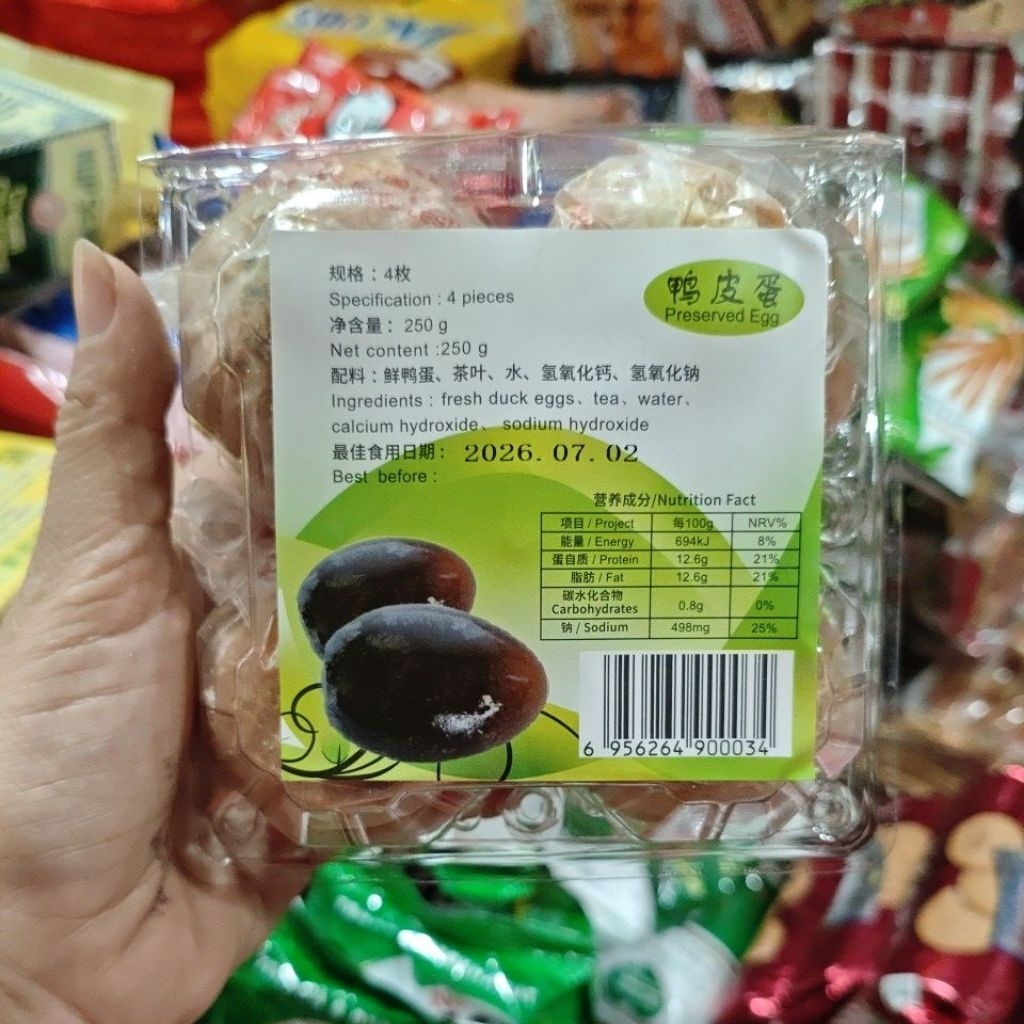 规格：4枚
Specification : 4 pieces
净含量：250 g
Net content :250 g
配料：鲜鸭蛋、茶叶、水、氢氧化钙、氢氧化钠
Ingredients : fresh duck eggs、tea、water、
calcium hydroxide、 sodium hydroxide
最佳食用日期：2026.07.02
Best before :
鸭皮蛋
Preserved Egg
营养成分/Nutrition Fact
项目 / Project 每100g NRV%
能量 / Energy 694kJ 8%
蛋白质 / Protein 12.6g 21%
脂肪 / Fat 12.6g 21%
碳水化合物
Carbohydrates 0.8g 0%
钠 / Sodium 498mg 25%
6 956264 900034